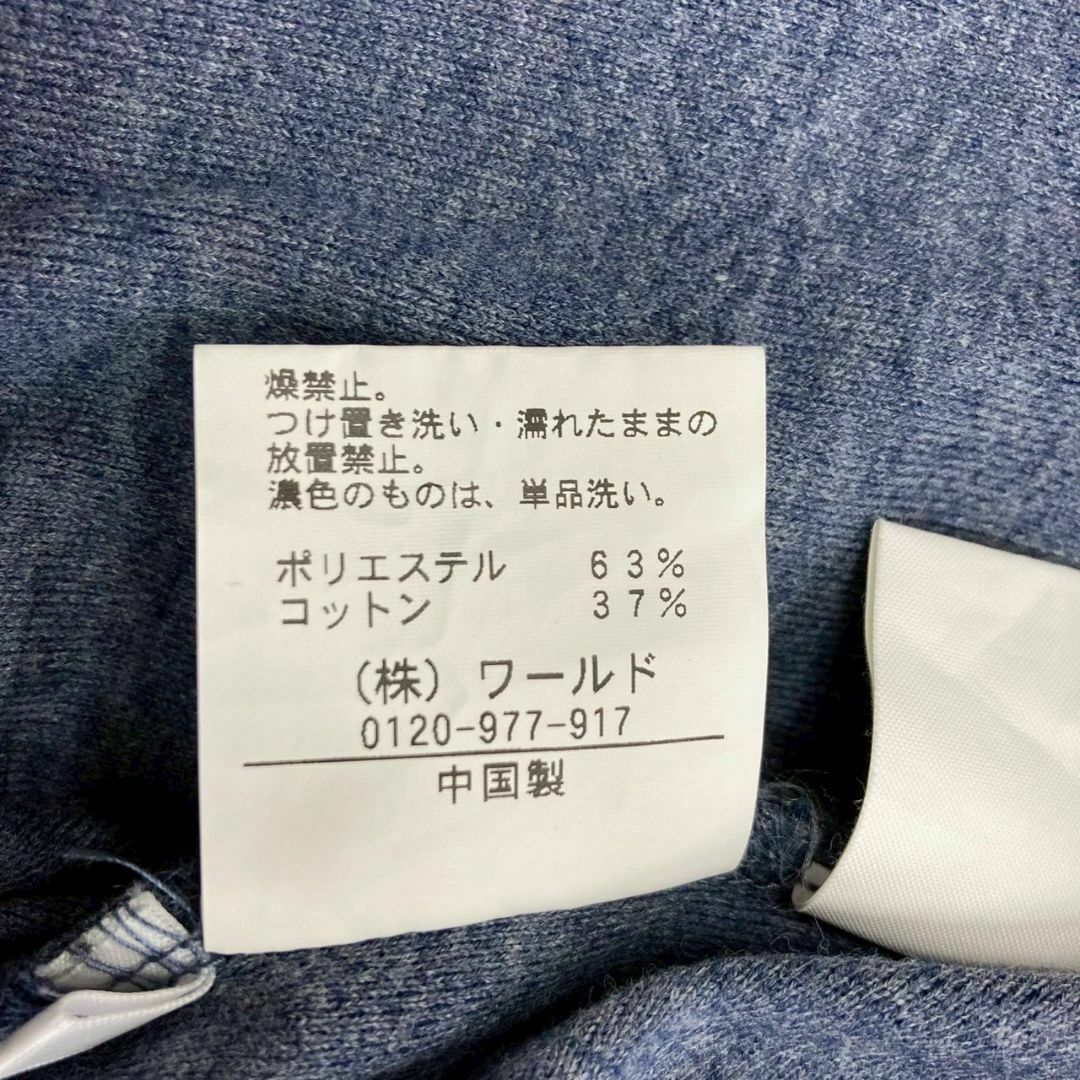 燥禁止。
つけ置き洗い・濡れたままの
放置禁止。
濃色のものは、単品洗い。
ポリエステル 63%
コットン 37%
(株) ワールド
0120-977-917
中国製